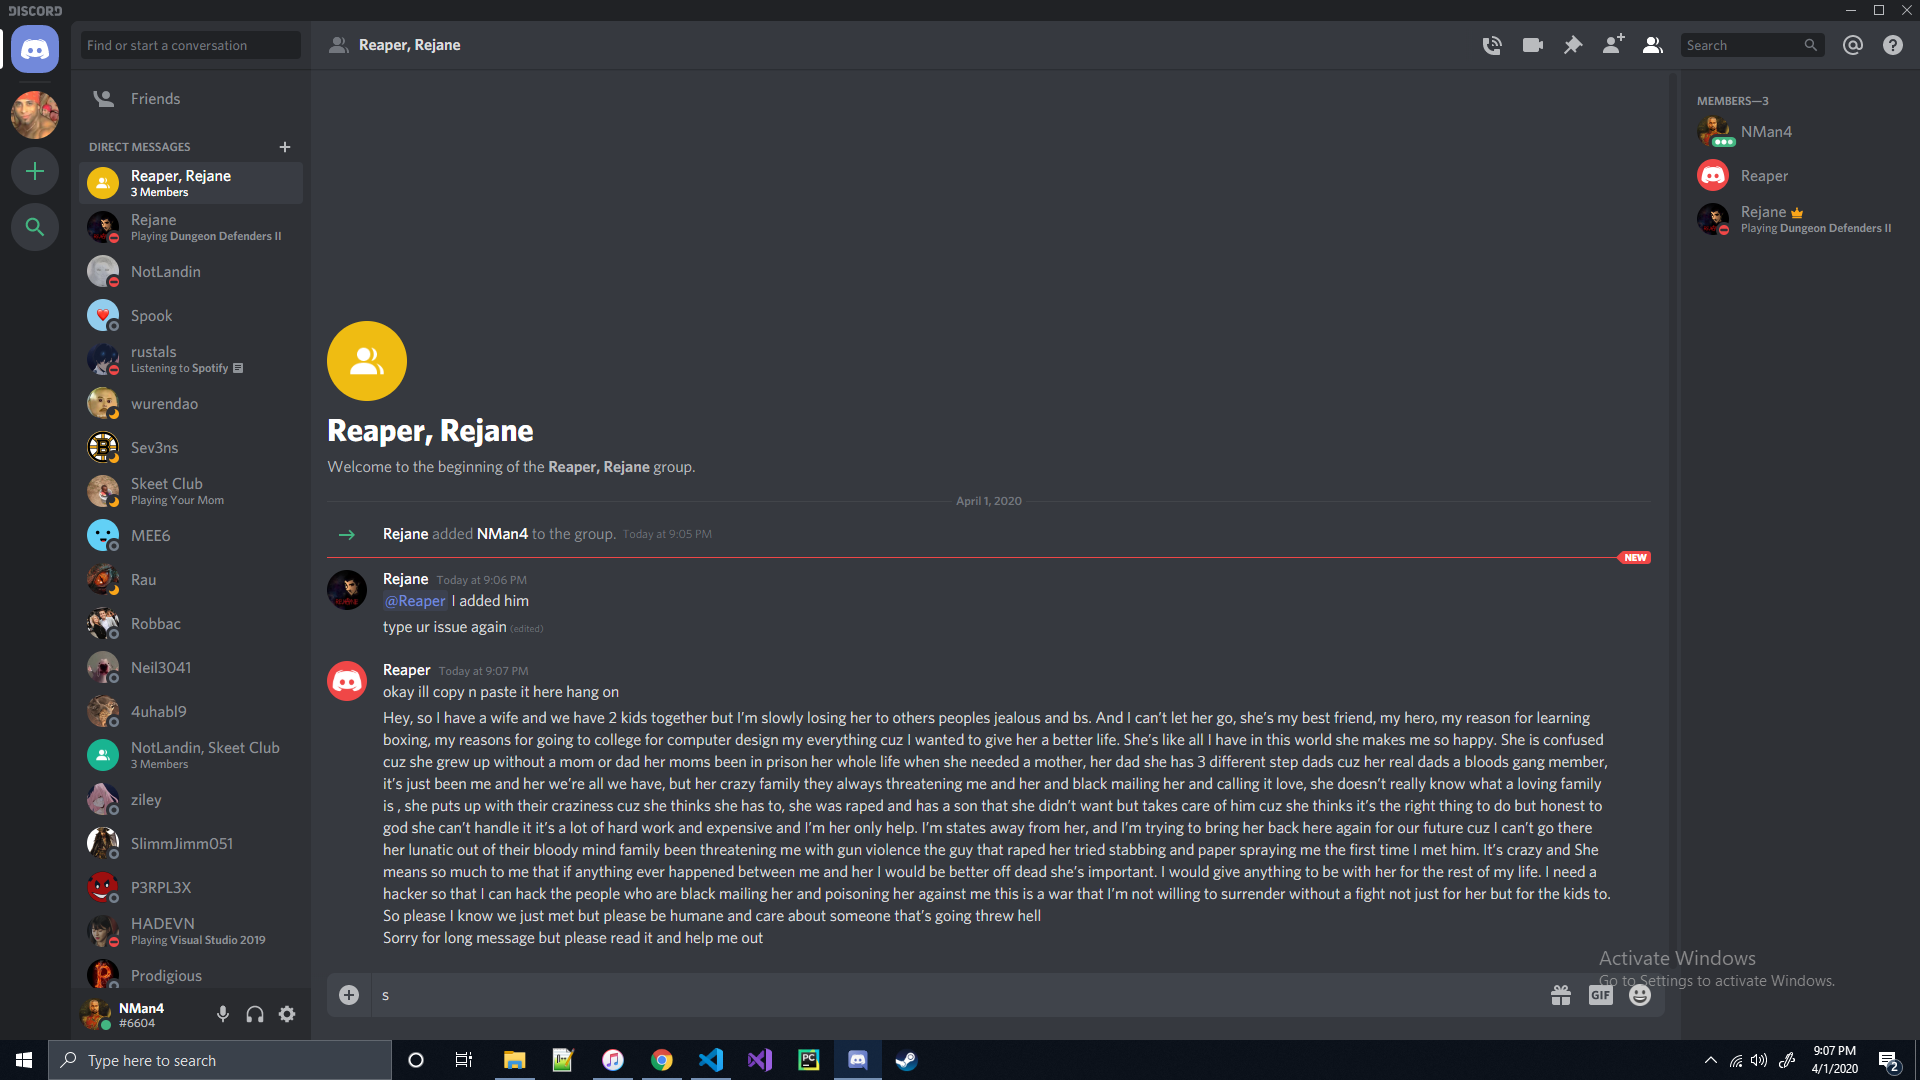 DISCORD
Find or start a conversation
Reaper, Rejane
Search
Friends
DIRECT MESSAGES
Reaper, Rejane
3 Members
Rejane
Playing Dungeon Defenders II
NotLandin
Spook
rustals
Listening to Spotify
wurendao
Sev3ns
Skeet Club
Playing Your Mom
MEE6
Rau
Robbac
Neil3041
4uhabl9
NotLandin, Skeet Club
3 Members
ziley
SlimmJimm051
P3RPL3X
HADEVN
Playing Visual Studio 2019
Prodigious
NMan4
#6604
Reaper, Rejane
Welcome to the beginning of the Reaper, Rejane group.
April 1, 2020
Rejane added NMan4 to the group. Today at 9:05 PM
NEW
Rejane Today at 9:06 PM
@Reaper I added him
type ur issue again (edited)
Reaper Today at 9:07 PM
okay ill copy n paste it here hang on
Hey, so I have a wife and we have 2 kids together but I'm slowly losing her to others peoples jealous and bs. And I can't let her go, she's my best friend, my hero, my reason for learning
boxing, my reasons for going to college for computer design my everything cuz I wanted to give her a better life. She's like all I have in this world she makes me so happy. She is confused
cuz she grew up without a mom or dad her moms been in prison her whole life when she needed a mother, her dad she has 3 different step dads cuz her real dads a bloods gang member,
it's just been me and her we're all we have, but her crazy family they always threatening me and her and black mailing her and calling it love, she doesn't really know what a loving family
is , she puts up with their craziness cuz she thinks she has to, she was raped and has a son that she didn't want but takes care of him cuz she thinks it's the right thing to do but honest to
god she can't handle it it's a lot of hard work and expensive and I'm her only help. I'm states away from her, and I'm trying to bring her back here again for our future cuz I can't go there
her lunatic out of their bloody mind family been threatening me with gun violence the guy that raped her tried stabbing and paper spraying me the first time I met him. It's crazy and She
means so much to me that if anything ever happened between me and her I would be better off dead she's important. I would give anything to be with her for the rest of my life. I need a
hacker so that I can hack the people who are black mailing her and poisoning her against me this is a war that I'm not willing to surrender without a fight not just for her but for the kids to.
So please I know we just met but please be humane and care about someone that's going threw hell
Sorry for long message but please read it and help me out
s
GIF
MEMBERS—3
NMan4
Reaper
Rejane
Playing Dungeon Defenders II
Activate Windows
Go to Settings to activate Windows.
Type here to search
PC
9:07 PM
4/1/2020
2